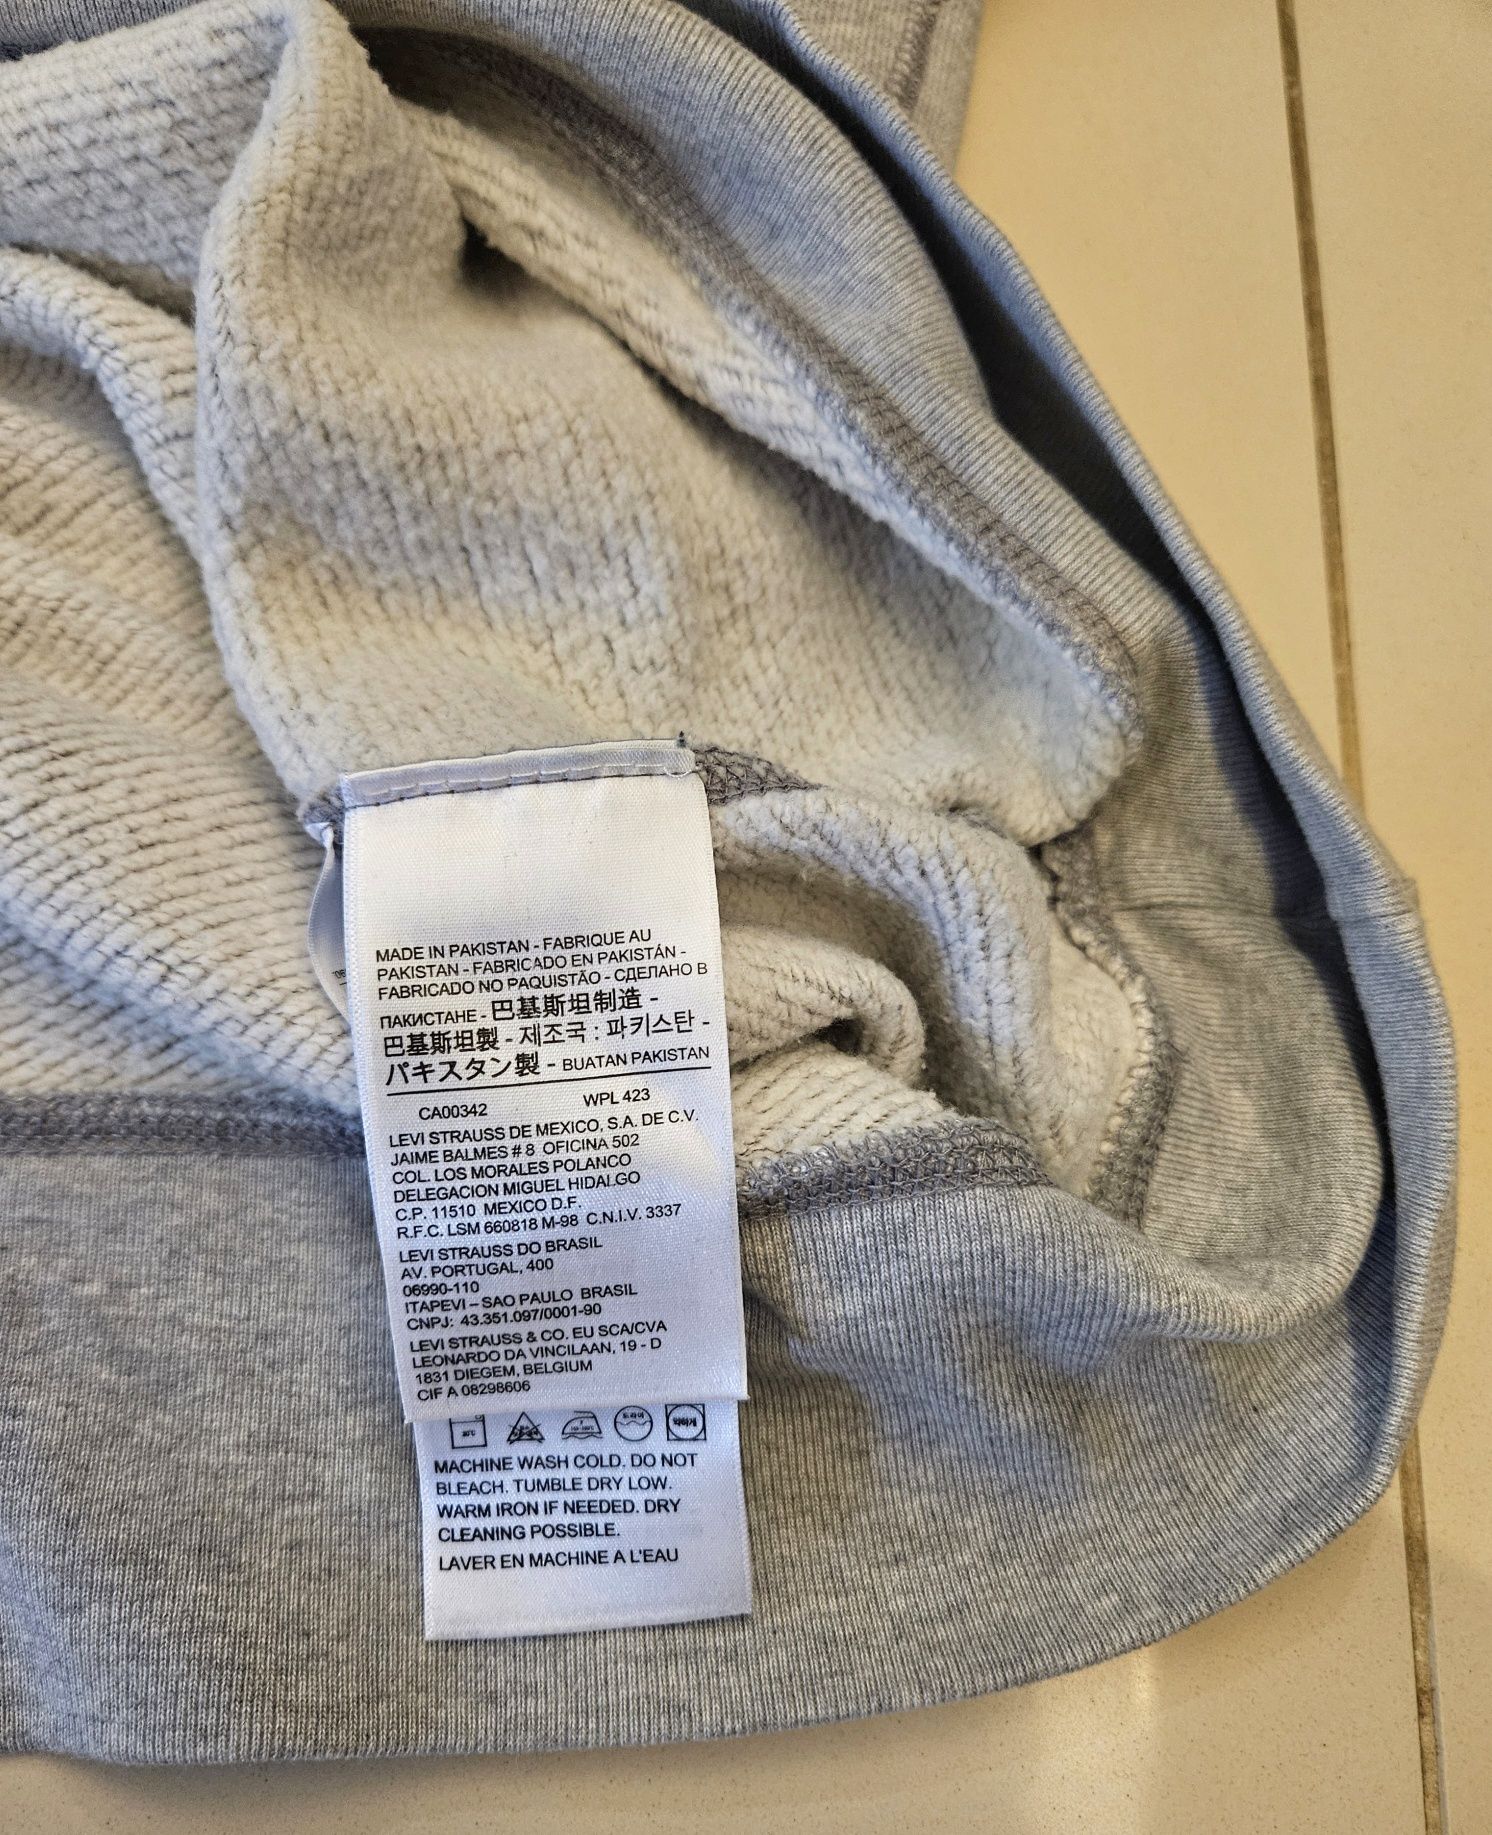 MADE IN PAKISTAN - FABRIQUE AU
PAKISTAN - FABRICADO EN PAKISTÁN -
FABRICADO NO PAQUISTÃO - СДЕЛАНО В
ПАКИСТАНЕ - 巴基斯坦制造 -
巴基斯坦製 - 제조국 : 파키스탄 -
パキスタン製 - BUATAN PAKISTAN
CA00342 WPL 423
LEVI STRAUSS DE MEXICO, S.A. DE C.V.
JAIME BALMES # 8 OFICINA 502
COL. LOS MORALES POLANCO
DELEGACION MIGUEL HIDALGO
C.P. 11510 MEXICO D.F.
R.F.C. LSM 660818 M-98 C.N.I.V. 3337
LEVI STRAUSS DO BRASIL
AV. PORTUGAL, 400
06990-110
ITAPEVI – SAO PAULO BRASIL
CNPJ: 43.351.097/0001-90
LEVI STRAUSS & CO. EU SCA/CVA
LEONARDO DA VINCILAAN, 19 - D
1831 DIEGEM, BELGIUM
CIF A 08298606
MACHINE WASH COLD. DO NOT
BLEACH. TUMBLE DRY LOW.
WARM IRON IF NEEDED. DRY
CLEANING POSSIBLE.
LAVER EN MACHINE A L'EAU